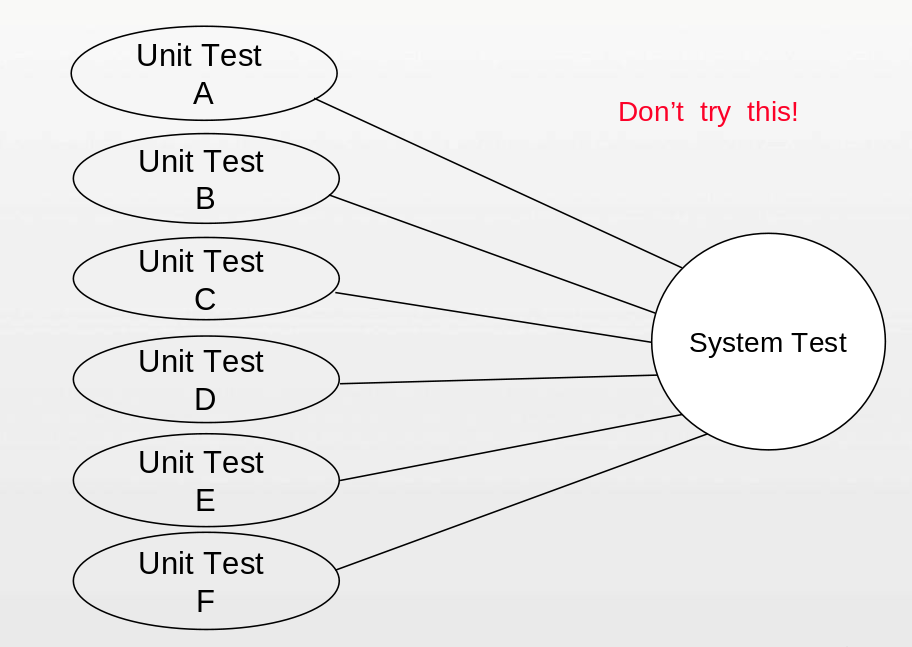 Unit Test
A
Don’t try this!
Unit Test
B
Unit Test
C
System Test
Unit Test
D
Unit Test
E
Unit Test
F